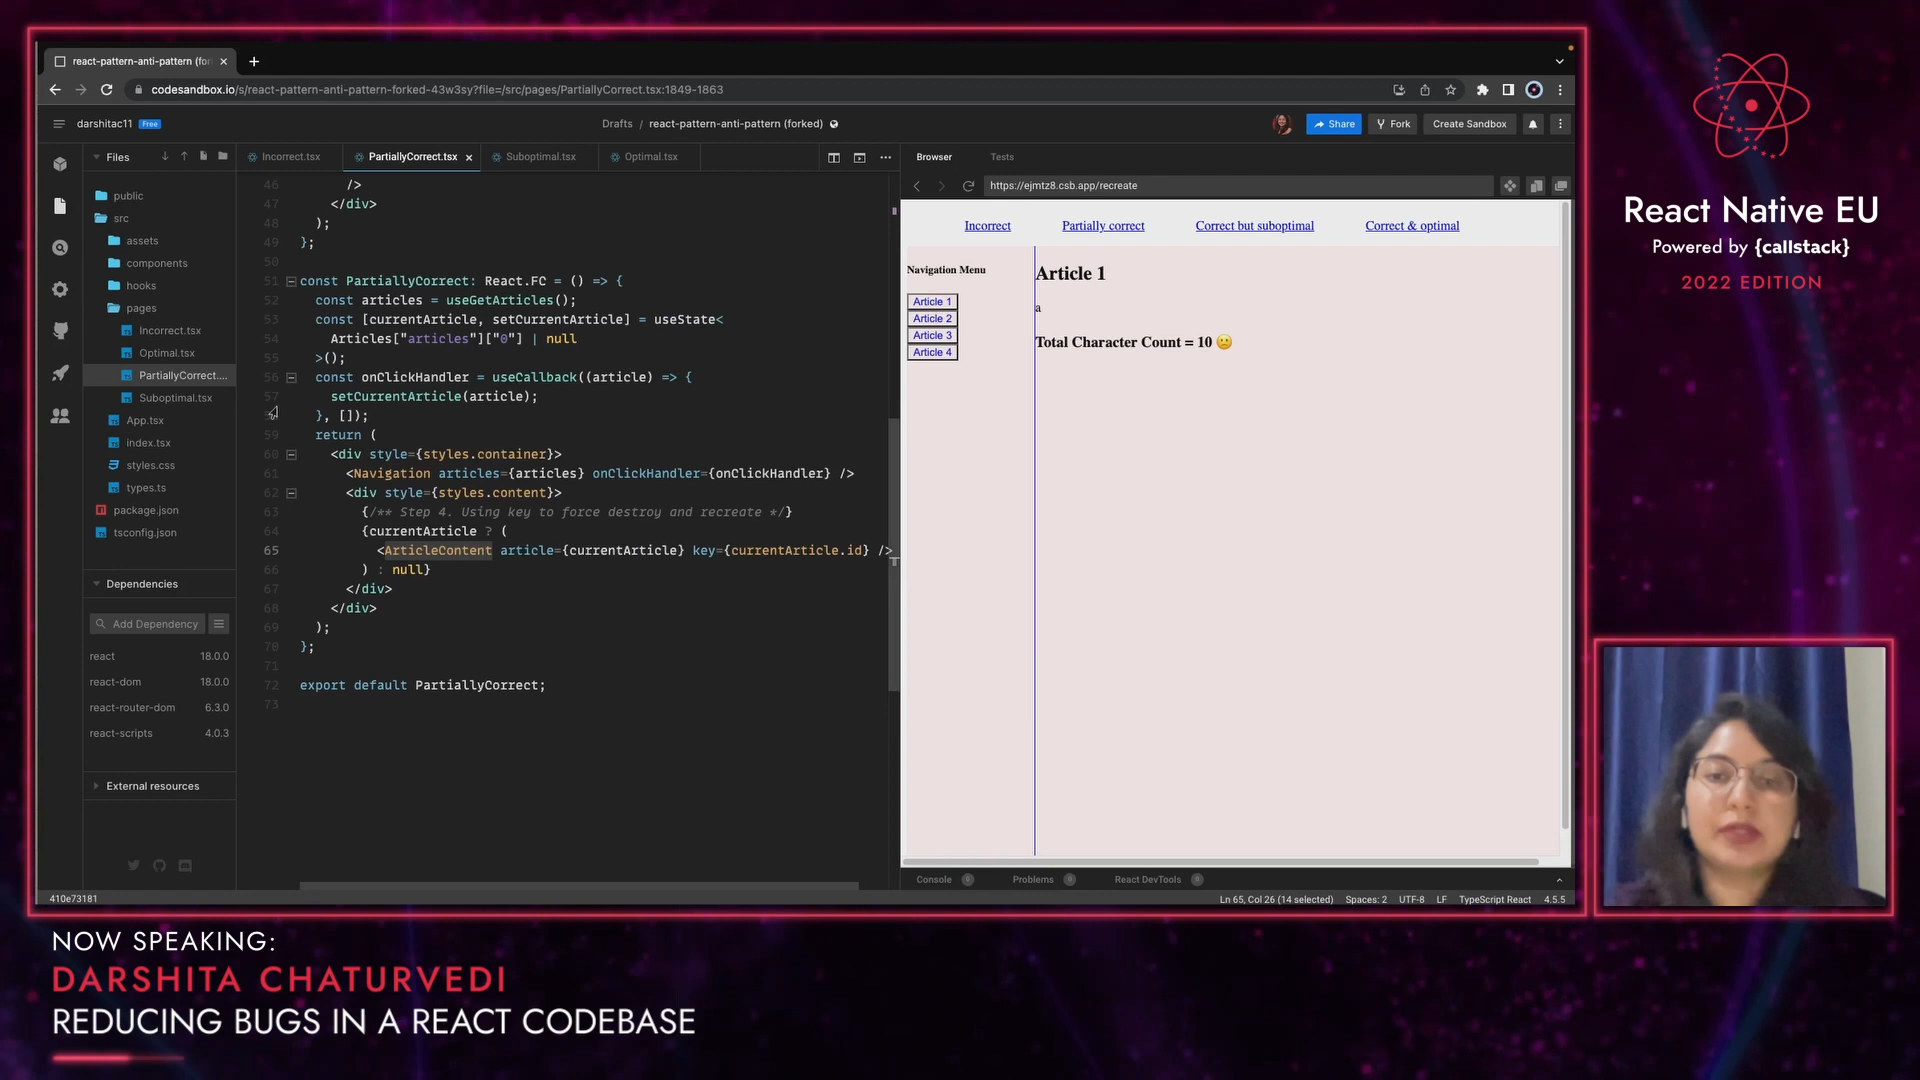 react-pattern-anti-pattern (for
codesandbox.io/s/react-pattern-anti-pattern-forked-43w3sy?file=/src/pages/PartiallyCorrect.tsx:1849-1863
darshitac11 Free
Drafts / react-pattern-anti-pattern (forked)
Share Fork Create Sandbox
Files
public
src
assets
components
hooks
pages
Incorrect.tsx
Optimal.tsx
PartiallyCorrect....
Suboptimal.tsx
App.tsx
index.tsx
styles.css
types.ts
package.json
tsconfig.json
Dependencies
Add Dependency
react 18.0.0
react-dom 18.0.0
react-router-dom 6.3.0
react-scripts 4.0.3
External resources
410e73181
Incorrect.tsx PartiallyCorrect.tsx Suboptimal.tsx Optimal.tsx
46 />
47 </div>
48 );
49 };
50
51 const PartiallyCorrect: React.FC = () => {
52 const articles = useGetArticles();
53 const [currentArticle, setCurrentArticle] = useState<
54 Articles["articles"]["0"] | null
55 >();
56 const onClickHandler = useCallback((article) => {
57 setCurrentArticle(article);
}, []);
59 return (
60 <div style={styles.container}>
61 <Navigation articles={articles} onClickHandler={onClickHandler} />
62 <div style={styles.content}>
63 {/** Step 4. Using key to force destroy and recreate */}
64 {currentArticle ? (
65 <ArticleContent article={currentArticle} key={currentArticle.id} />
66 ) : null}
67 </div>
68 </div>
69 );
70 };
71
72 export default PartiallyCorrect;
73
Browser Tests
https://ejmtz8.csb.app/recreate
Incorrect Partially correct Correct but suboptimal Correct & optimal
Navigation Menu
Article 1
Article 2
Article 3
Article 4
Article 1
a
Total Character Count = 10 🙁
Console 0 Problems 0 React DevTools 0
Ln 65, Col 26 (14 selected) Spaces: 2 UTF-8 LF TypeScript React 4.5.5
React Native EU
Powered by {callstack}
2022 EDITION
NOW SPEAKING:
DARSHITA CHATURVEDI
REDUCING BUGS IN A REACT CODEBASE